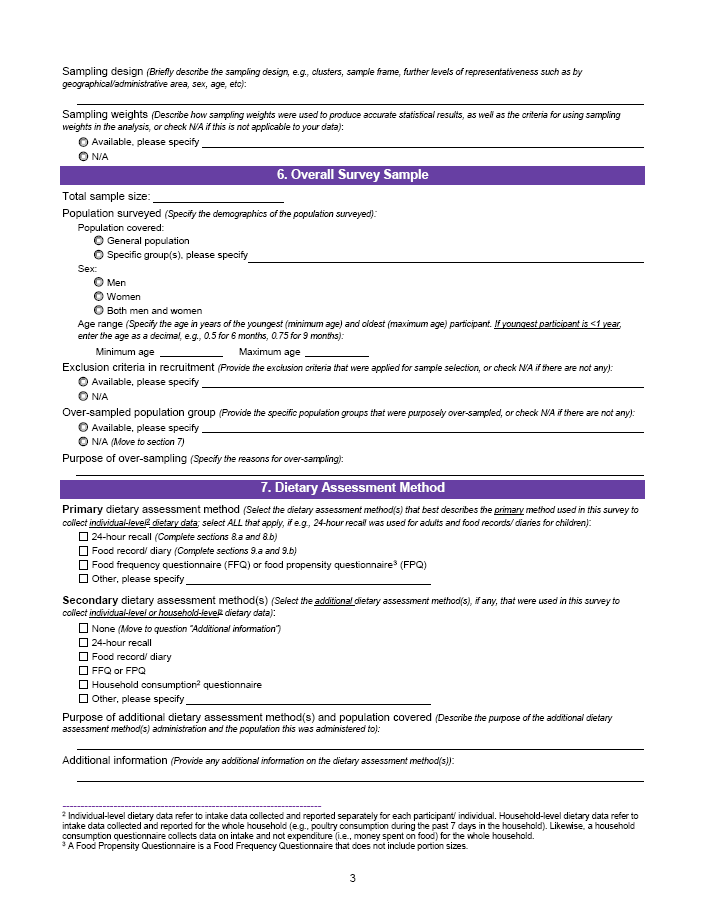 Sampling design (Briefly describe the sampling design, e.g., clusters, sample frame, further levels of representativeness such as by
geographical/administrative area, sex, age, etc):
Sampling weights (Describe how sampling weights were used to produce accurate statistical results, as well as the criteria for using sampling
weights in the analysis, or check N/A if this is not applicable to your data):
Available, please specify
N/A
6. Overall Survey Sample
Total sample size:
Population surveyed (Specify the demographics of the population surveyed):
Population covered:
General population
Specific group(s), please specify
Sex:
Men
Women
Both men and women
Age range (Specify the age in years of the youngest (minimum age) and oldest (maximum age) participant. If youngest participant is <1 year,
enter the age as a decimal, e.g., 0.5 for 6 months, 0.75 for 9 months):
Minimum age Maximum age
Exclusion criteria in recruitment (Provide the exclusion criteria that were applied for sample selection, or check N/A if there are not any):
Available, please specify
N/A
Over-sampled population group (Provide the specific population groups that were purposely over-sampled, or check N/A if there are not any):
Available, please specify
N/A (Move to section 7)
Purpose of over-sampling (Specify the reasons for over-sampling):
7. Dietary Assessment Method
Primary dietary assessment method (Select the dietary assessment method(s) that best describes the primary method used in this survey to
collect individual-level² dietary data; select ALL that apply, if e.g., 24-hour recall was used for adults and food records/ diaries for children):
24-hour recall (Complete sections 8.a and 8.b)
Food record/ diary (Complete sections 9.a and 9.b)
Food frequency questionnaire (FFQ) or food propensity questionnaire³ (FPQ)
Other, please specify
Secondary dietary assessment method(s) (Select the additional dietary assessment method(s), if any, that were used in this survey to
collect individual-level or household-level² dietary data):
None (Move to question "Additional information")
24-hour recall
Food record/ diary
FFQ or FPQ
Household consumption² questionnaire
Other, please specify
Purpose of additional dietary assessment method(s) and population covered (Describe the purpose of the additional dietary
assessment method(s) administration and the population this was administered to):
Additional information (Provide any additional information on the dietary assessment method(s)):
² Individual-level dietary data refer to intake data collected and reported separately for each participant/ individual. Household-level dietary data refer to
intake data collected and reported for the whole household (e.g., poultry consumption during the past 7 days in the household). Likewise, a household
consumption questionnaire collects data on intake and not expenditure (i.e., money spent on food) for the whole household.
³ A Food Propensity Questionnaire is a Food Frequency Questionnaire that does not include portion sizes.
3